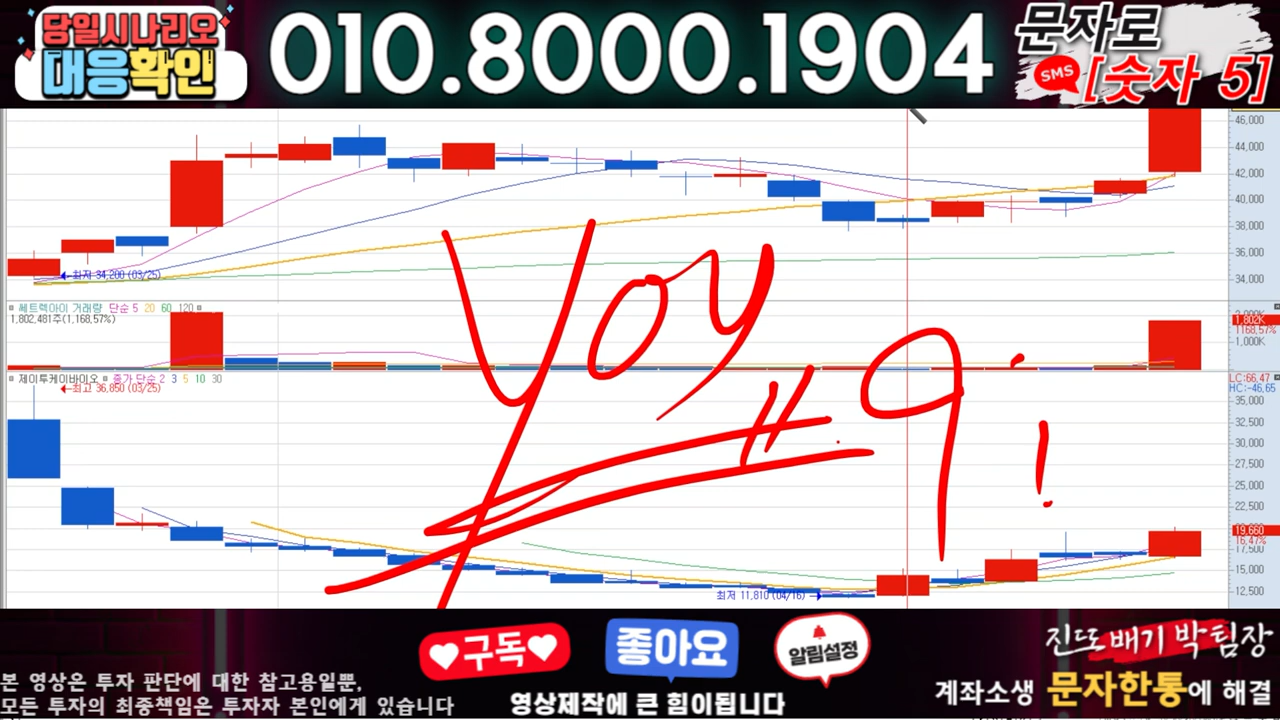 당일시나리오
대응확인
010.8000.1904
문자로
SMS [숫자 5]
46,000
44,000
42,000
40,000
38,000
36,000
34,000
최저 34,200 (03/25)
세트렉아이 거래량 단순 5 20 60 120
1,802,481주(1,168,57%)
1,802K
1168,57%
1,000K
제이투케이바이오 종가 단순 2 3 5 10 30
최고 36,850 (03/25)
LC:66,47
HC:-46,65
35,000
32,500
30,000
27,500
25,000
22,500
19,660
16,47%
17,500
15,000
12,500
최저 11,810 (04/16)
구독
좋아요
알림설정
진또배기 박팀장
본 영상은 투자 판단에 대한 참고용일뿐,
모든 투자의 최종책임은 투자자 본인에게 있습니다
영상제작에 큰 힘이됩니다
계좌소생 문자한통에 해결